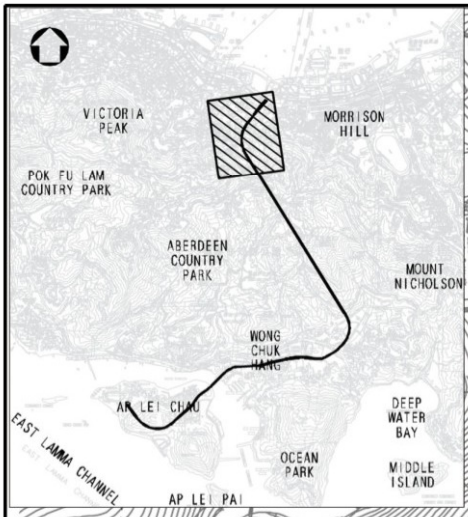 VICTORIA
PEAK
MORRISON
HILL
POK FU LAM
COUNTRY PARK
ABERDEEN
COUNTRY
PARK
MOUNT
NICHOLSON
WONG
CHUK
HANG
AP LEI CHAU
DEEP
WATER
BAY
OCEAN
PARK
EAST LAMMA CHANNEL
MIDDLE
ISLAND
AP LEI PAI